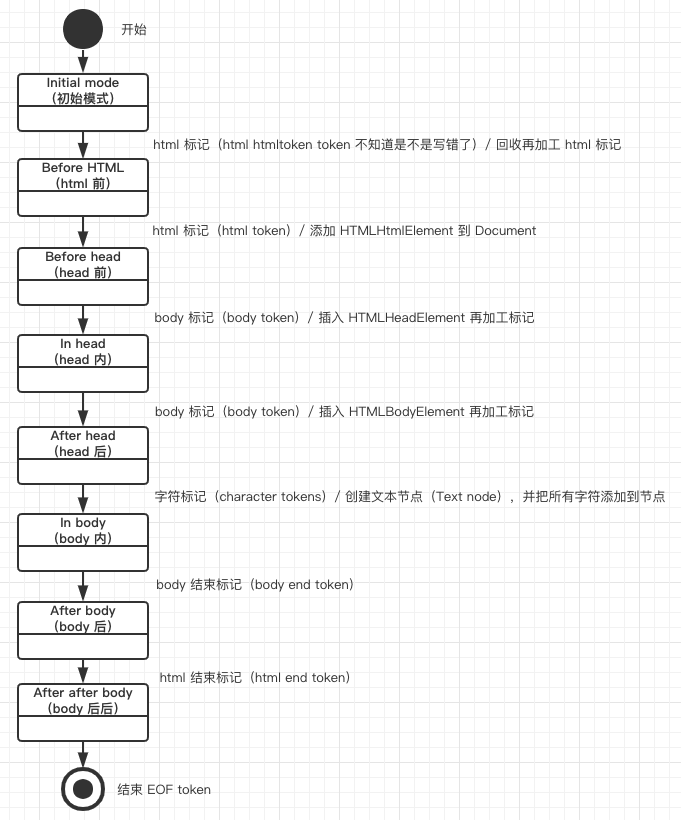 开始
Initial mode
(初始模式)
html 标记（html htmltoken token 不知道是不是写错了）/ 回收再加工 html 标记
Before HTML
(html 前)
html 标记（html token）/ 添加 HTMLHtmlElement 到 Document
Before head
(head 前)
body 标记（body token）/ 插入 HTMLHeadElement 再加工标记
In head
(head 内)
body 标记（body token）/ 插入 HTMLBodyElement 再加工标记
After head
(head 后)
字符标记（character tokens）/ 创建文本节点（Text node），并把所有字符添加到节点
In body
(body 内)
body 结束标记（body end token）
After body
(body 后)
html 结束标记（html end token）
After after body
(body 后后)
结束 EOF token